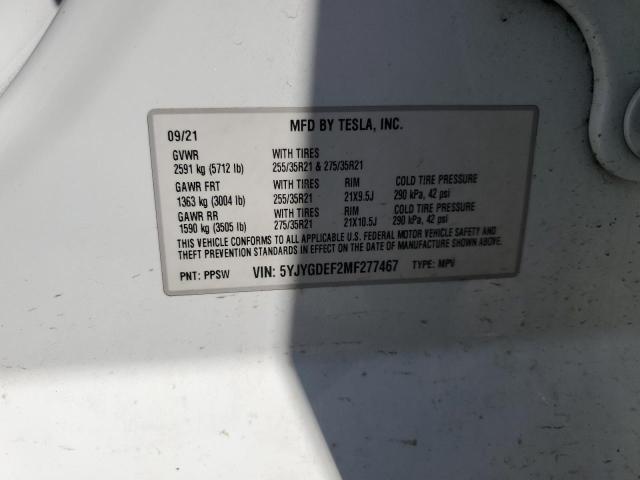 09/21 MFD BY TESLA, INC.
GVWR WITH TIRES
2591 kg (5712 lb) 255/35R21 & 275/35R21
GAWR FRT WITH TIRES RIM COLD TIRE PRESSURE
1363 kg (3004 lb) 255/35R21 21X9.5J 290 kPa, 42 psi
GAWR RR WITH TIRES RIM COLD TIRE PRESSURE
1590 kg (3505 lb) 275/35R21 21X10.5J 290 kPa, 42 psi
THIS VEHICLE CONFORMS TO ALL APPLICABLE U.S. FEDERAL MOTOR VEHICLE SAFETY AND
THEFT PREVENTION STANDARDS IN EFFECT ON THE DATE OF MANUFACTURE SHOWN ABOVE.
PNT: PPSW VIN: 5YJYGDEF2MF277467 TYPE: MPV